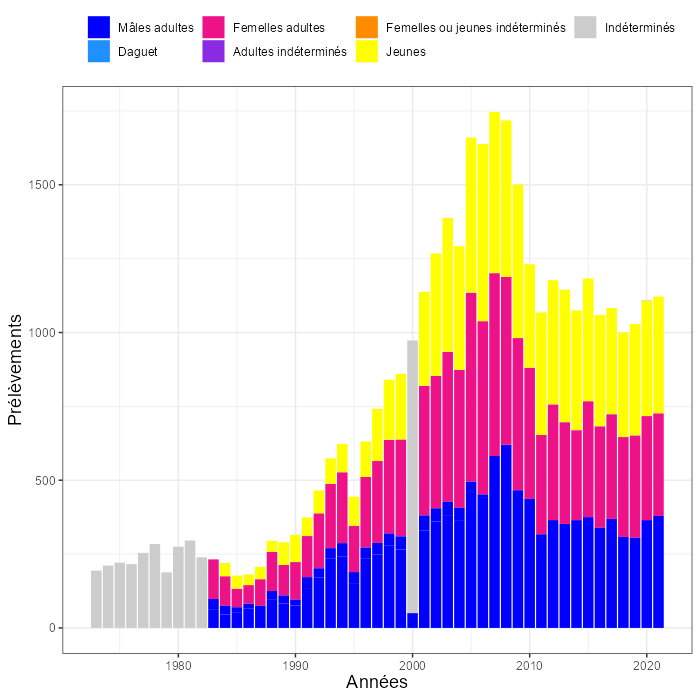 Mâles adultes Femelles adultes Femelles ou jeunes indéterminés Indéterminés
Daguet Adultes indéterminés Jeunes
1500
1000
500
0
Prélèvements
1980 1990 2000 2010 2020
Années